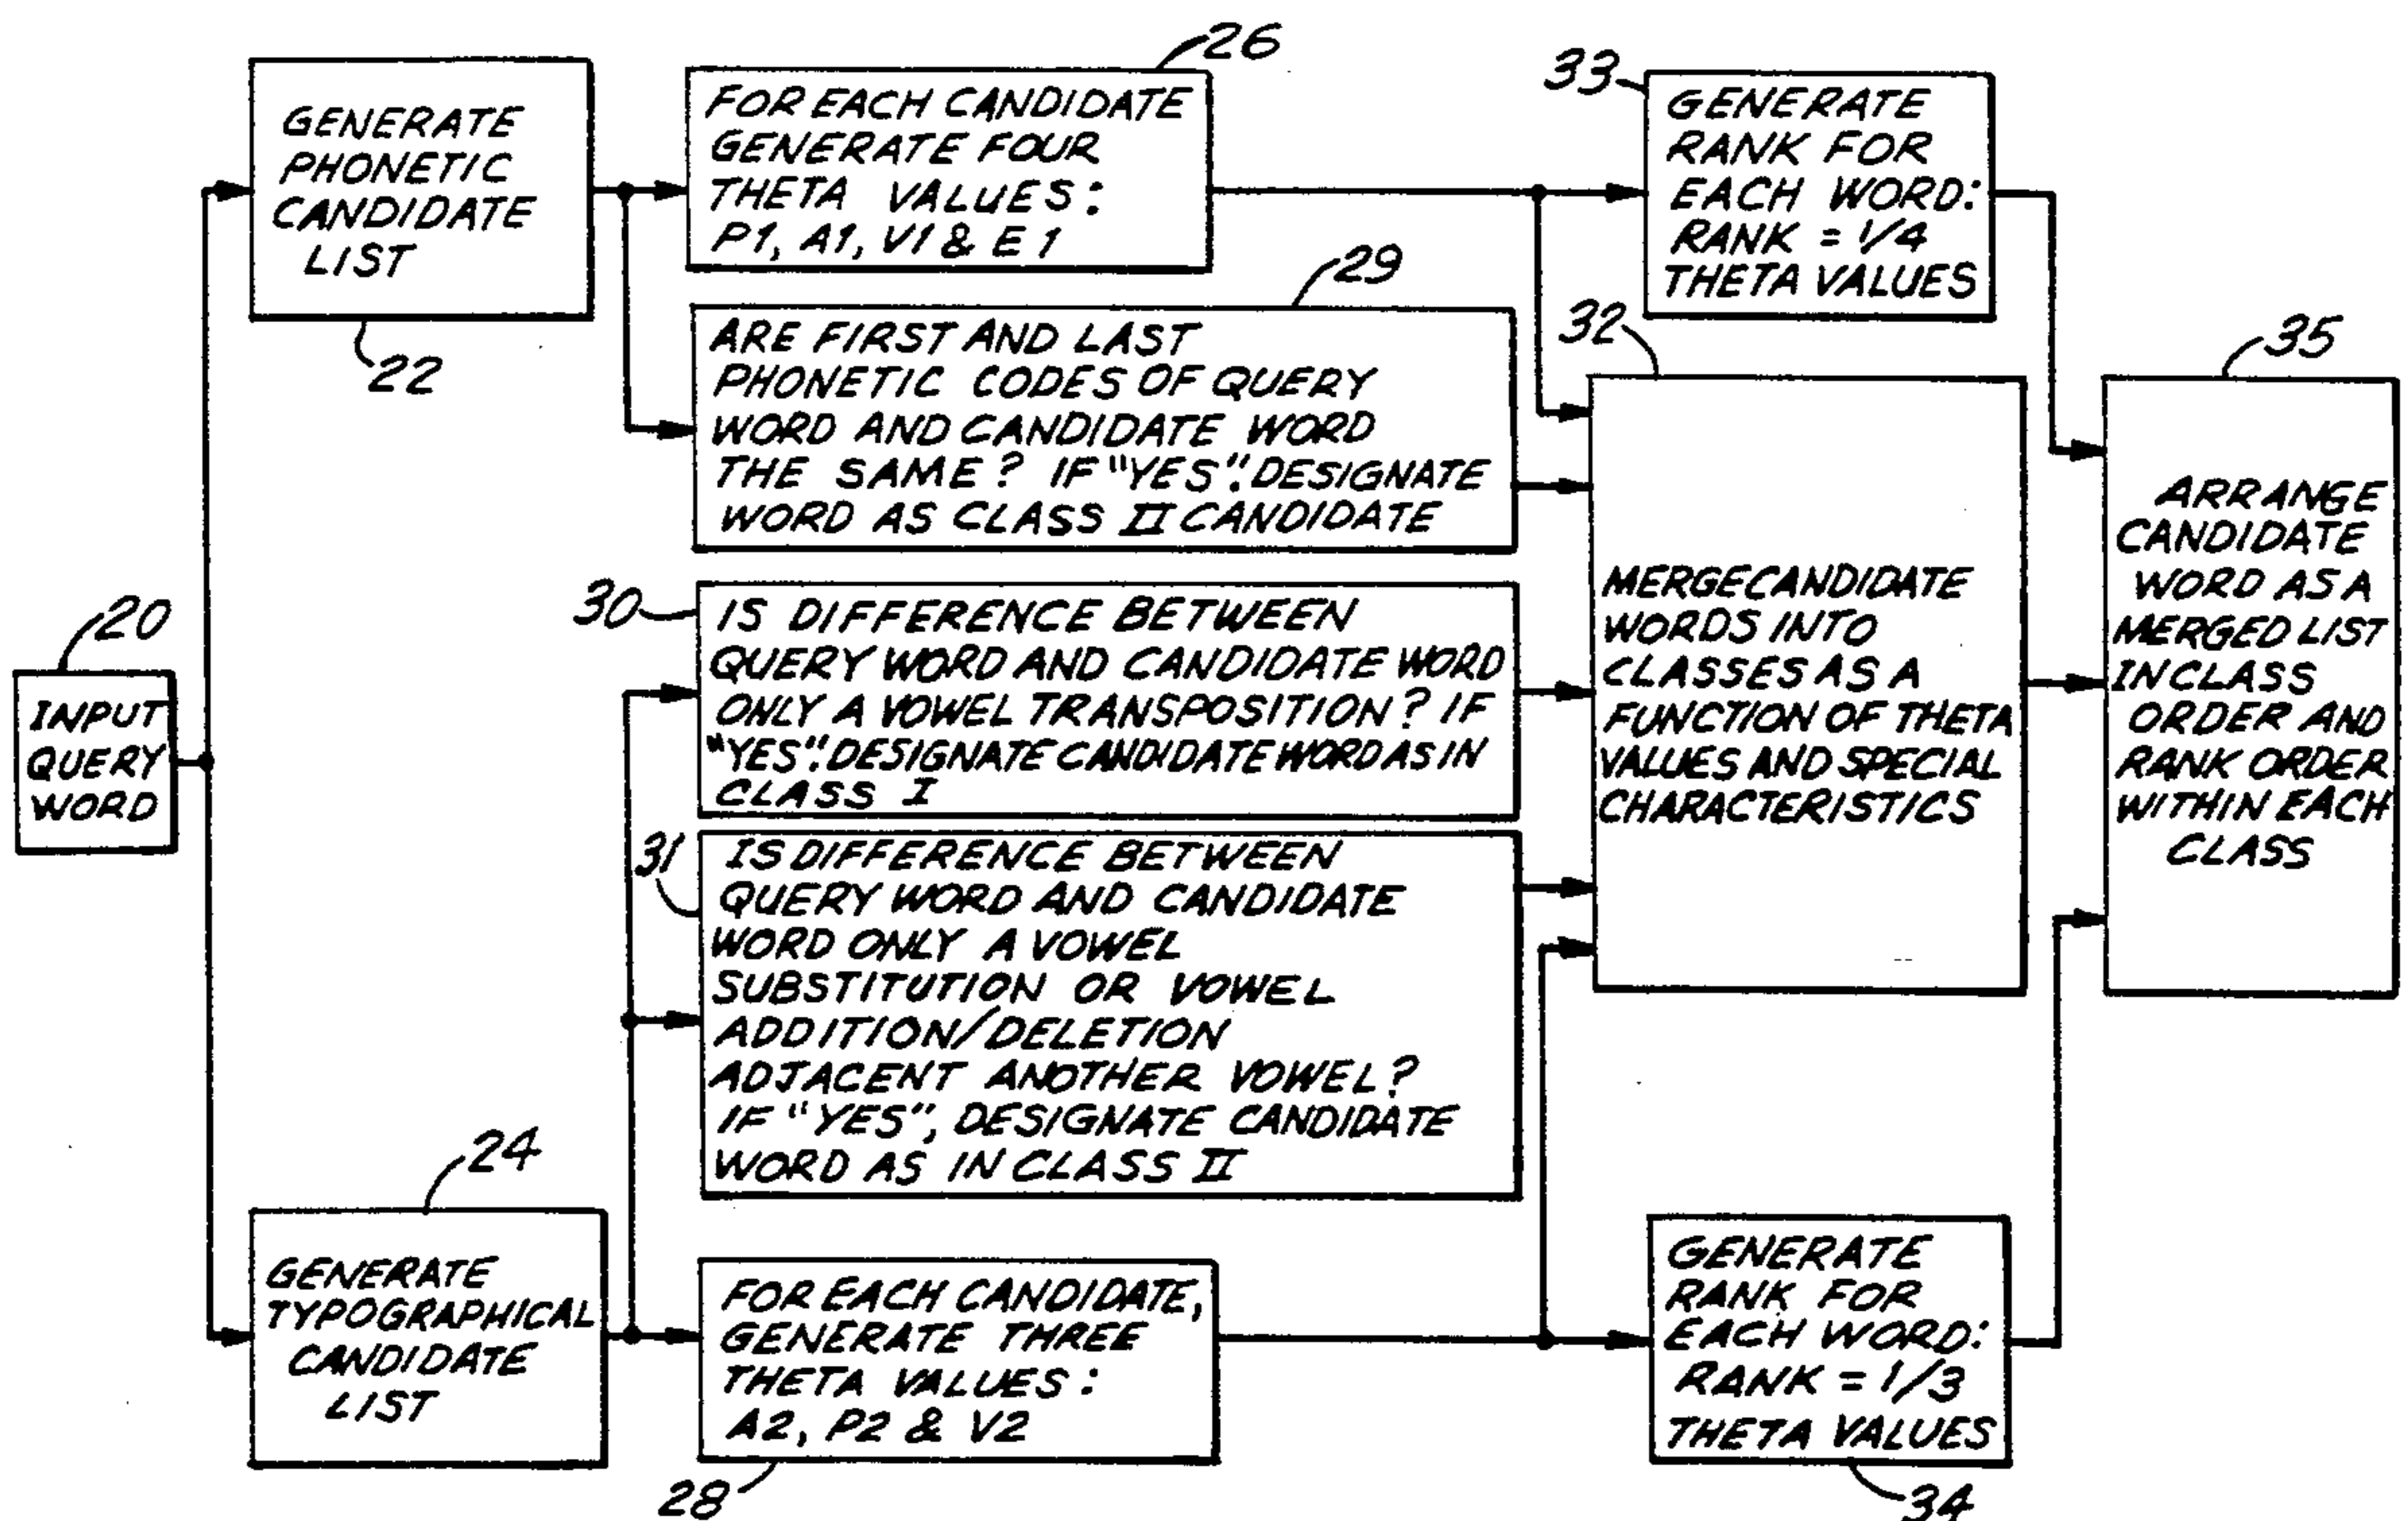 20
INPUT
QUERY
WORD
GENERATE
PHONETIC
CANDIDATE
LIST
22
24
GENERATE
TYPOGRAPHICAL
CANDIDATE
LIST
26
FOR EACH CANDIDATE
GENERATE FOUR
THETA VALUES:
P1, A1, V1 & E1
29
ARE FIRST AND LAST
PHONETIC CODES OF QUERY
WORD AND CANDIDATE WORD
THE SAME? IF "YES". DESIGNATE
WORD AS CLASS II CANDIDATE
30
IS DIFFERENCE BETWEEN
QUERY WORD AND CANDIDATE WORD
ONLY A VOWEL TRANSPOSITION? IF
"YES". DESIGNATE CANDIDATE WORD AS IN
CLASS I
31
IS DIFFERENCE BETWEEN
QUERY WORD AND CANDIDATE
WORD ONLY A VOWEL
SUBSTITUTION OR VOWEL
ADDITION/DELETION
ADJACENT ANOTHER VOWEL?
IF "YES", DESIGNATE CANDIDATE
WORD AS IN CLASS II
FOR EACH CANDIDATE,
GENERATE THREE
THETA VALUES:
A2, P2 & V2
28
33
GENERATE
RANK FOR
EACH WORD:
RANK = 1/4
THETA VALUES
32
MERGE CANDIDATE
WORDS INTO
CLASSES AS A
FUNCTION OF THETA
VALUES AND SPECIAL
CHARACTERISTICS
GENERATE
RANK FOR
EACH WORD:
RANK = 1/3
THETA VALUES
34
35
ARRANGE
CANDIDATE
WORD AS A
MERGED LIST
IN CLASS
ORDER AND
RANK ORDER
WITHIN EACH
CLASS